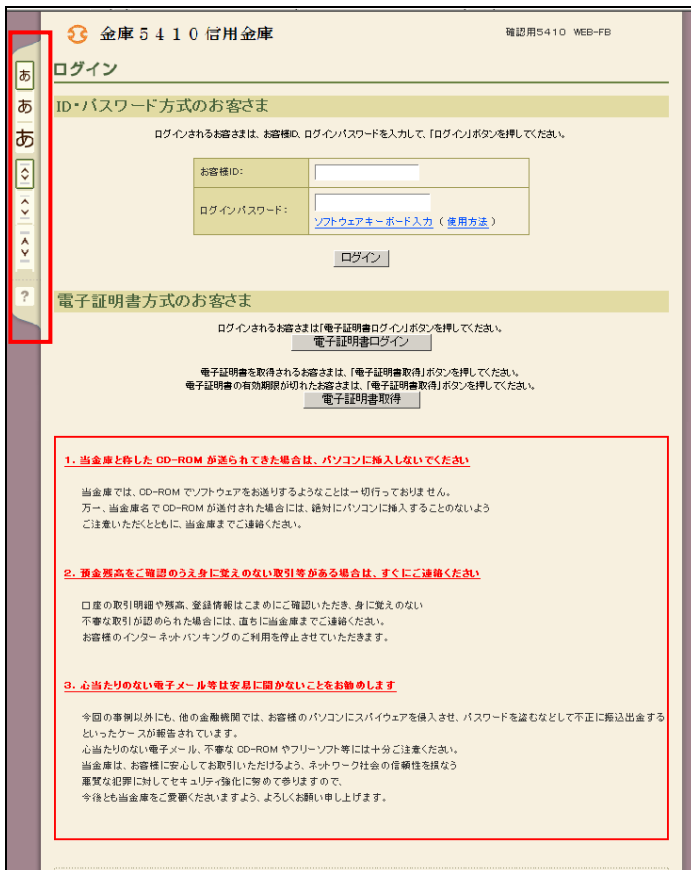 金庫５４１０信用金庫
確認用5410 WEB-FB
ログイン
あ
あ
あ
?
ID・パスワード方式のお客さま
ログインされるお客さまは、お客様ID、ログインパスワードを入力して、「ログイン」ボタンを押してください。
お客様ID：
ログインパスワード：
ソフトウェアキーボード入力 （ 使用方法 ）
ログイン
電子証明書方式のお客さま
ログインされるお客さまは「電子証明書ログイン」ボタンを押してください。
電子証明書ログイン
電子証明書を取得されるお客さまは、「電子証明書取得」ボタンを押してください。
電子証明書の有効期限が切れたお客さまは、「電子証明書取得」ボタンを押してください。
電子証明書取得
1. 当金庫と称した CD-ROM が送られてきた場合は、パソコンに挿入しないでください
当金庫では、CD-ROM でソフトウェアをお送りするようなことは一切行っておりません。
万一、当金庫名で CD-ROM が送付された場合には、絶対にパソコンに挿入することのないよう
ご注意いただくとともに、当金庫までご連絡ください。
2. 預金残高をご確認のうえ身に覚えのない取引等がある場合は、すぐにご連絡ください
口座の取引明細や残高、登録情報はこまめにご確認いただき、身に覚えのない
不審な取引が認められた場合には、直ちに当金庫までご連絡ください。
お客様のインターネットバンキングのご利用を停止させていただきます。
3. 心当たりのない電子メール等は安易に開かないことをお勧めします
今回の事例以外にも、他の金融機関では、お客様のパソコンにスパイウェアを侵入させ、パスワードを盗むなどして不正に振込出金する
といったケースが報告されています。
心当たりのない電子メール、不審な CD-ROM やフリーソフト等には十分ご注意ください。
当金庫は、お客様に安心してお取引いただけるよう、ネットワーク社会の信頼性を損なう
悪質な犯罪に対してセキュリティ強化に努めて参りますので、
今後とも当金庫をご愛顧くださいますよう、よろしくお願い申し上げます。